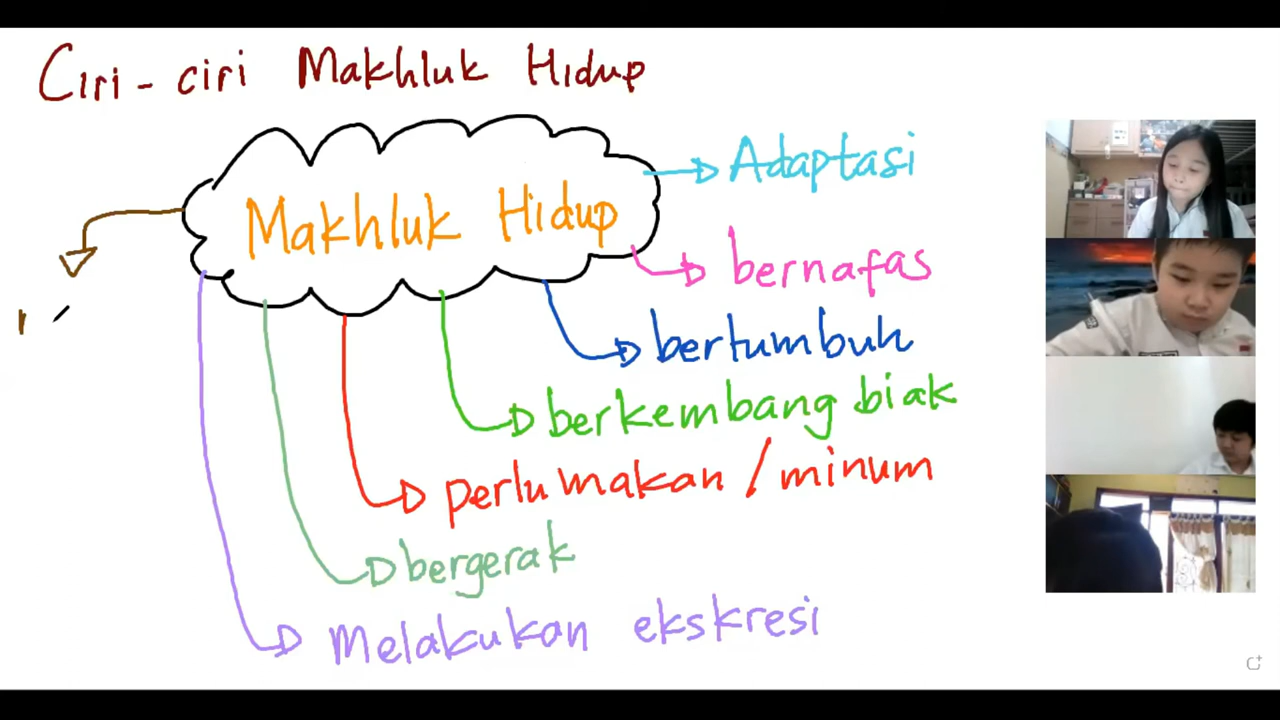 Ciri - ciri Makhluk Hidup
Makhluk Hidup
Adaptasi
bernafas
bertumbuh
berkembang biak
perlu makan / minum
bergerak
Melakukan ekskresi